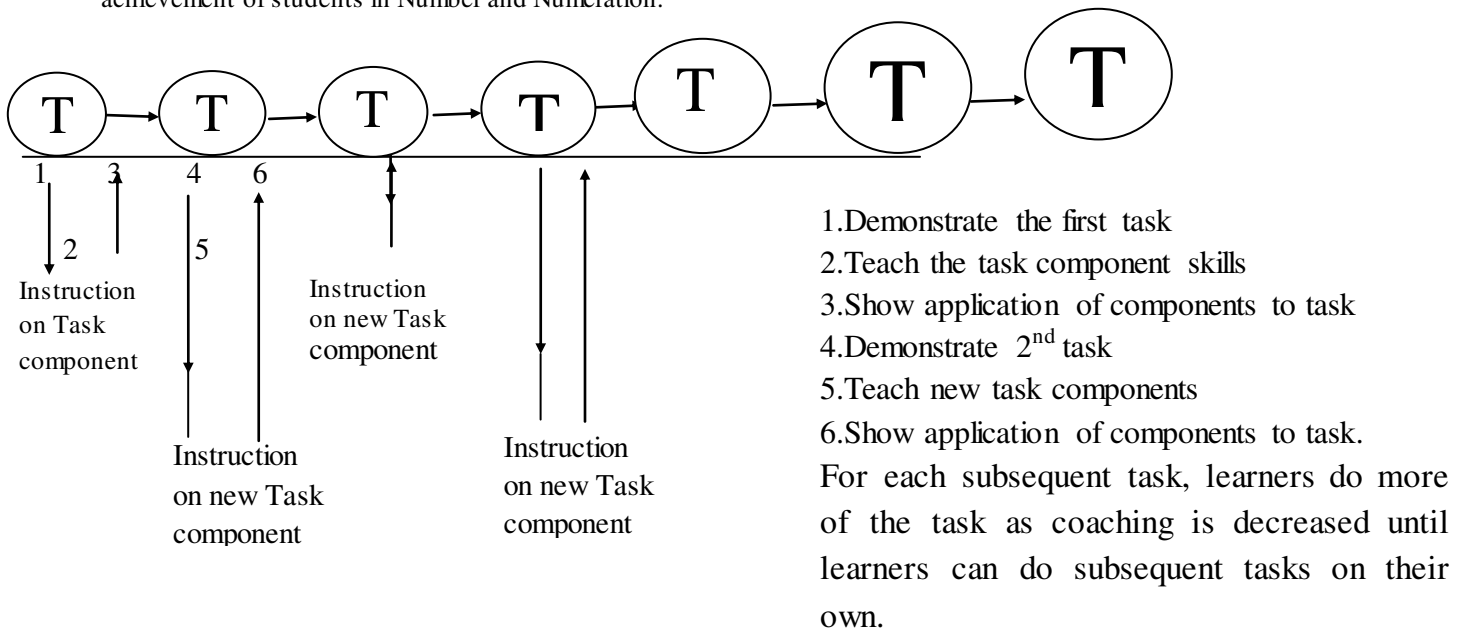 achievement of students in Number and Numeration.
T T T T T T T
1 3 4 6
2 5
Instruction
on Task
component
Instruction
on new Task
component
Instruction
on new Task
component
Instruction
on new Task
component
1.Demonstrate the first task
2.Teach the task component skills
3.Show application of components to task
4.Demonstrate 2nd task
5.Teach new task components
6.Show application of components to task.
For each subsequent task, learners do more
of the task as coaching is decreased until
learners can do subsequent tasks on their
own.